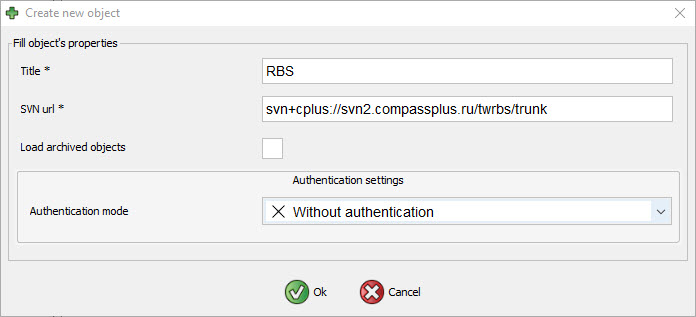 Create new object
Fill object's properties
Title *
RBS
SVN url *
svn+cplus://svn2.compassplus.ru/twrbs/trunk
Load archived objects
Authentication settings
Authentication mode
Without authentication
Ok
Cancel